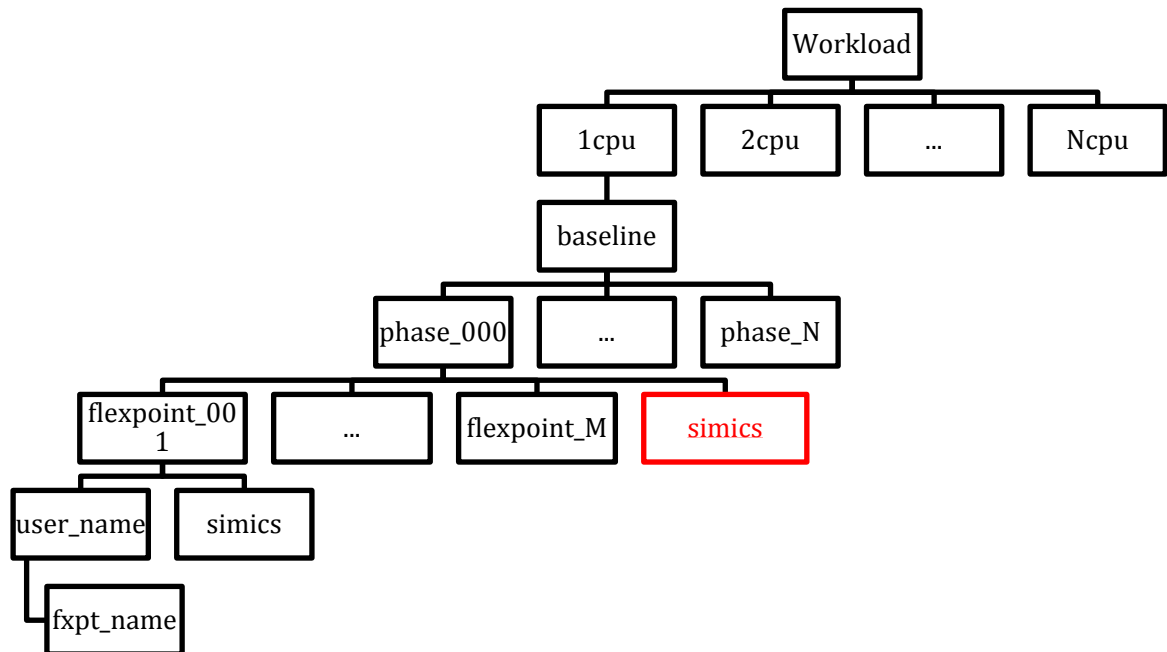 Workload
1cpu
2cpu
...
Ncpu
baseline
phase_000
...
phase_N
flexpoint_00
1
...
flexpoint_M
simics
user_name
simics
fxpt_name